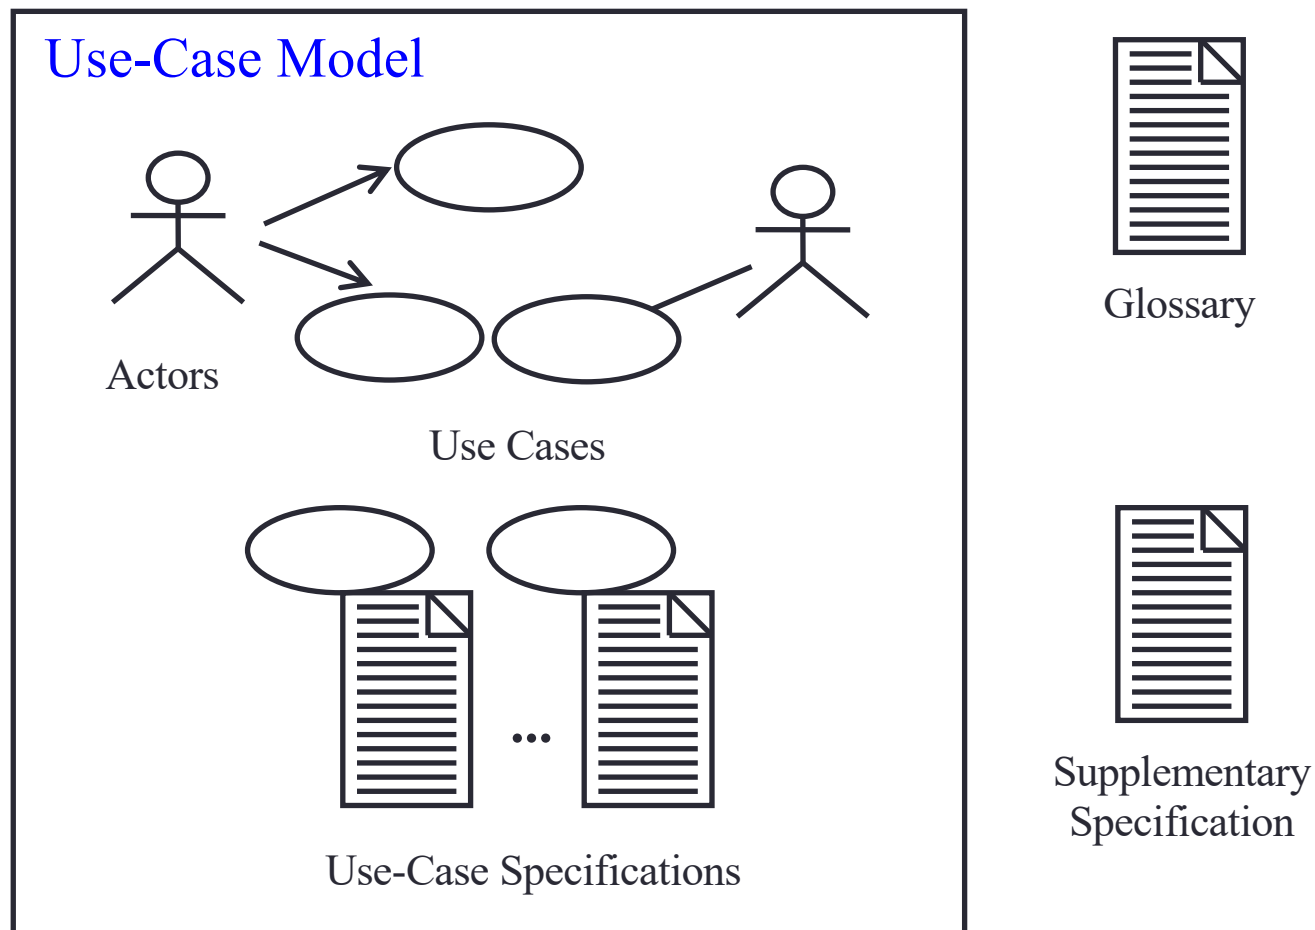 Use-Case Model
Actors
Use Cases
...
Use-Case Specifications
Glossary
Supplementary
Specification